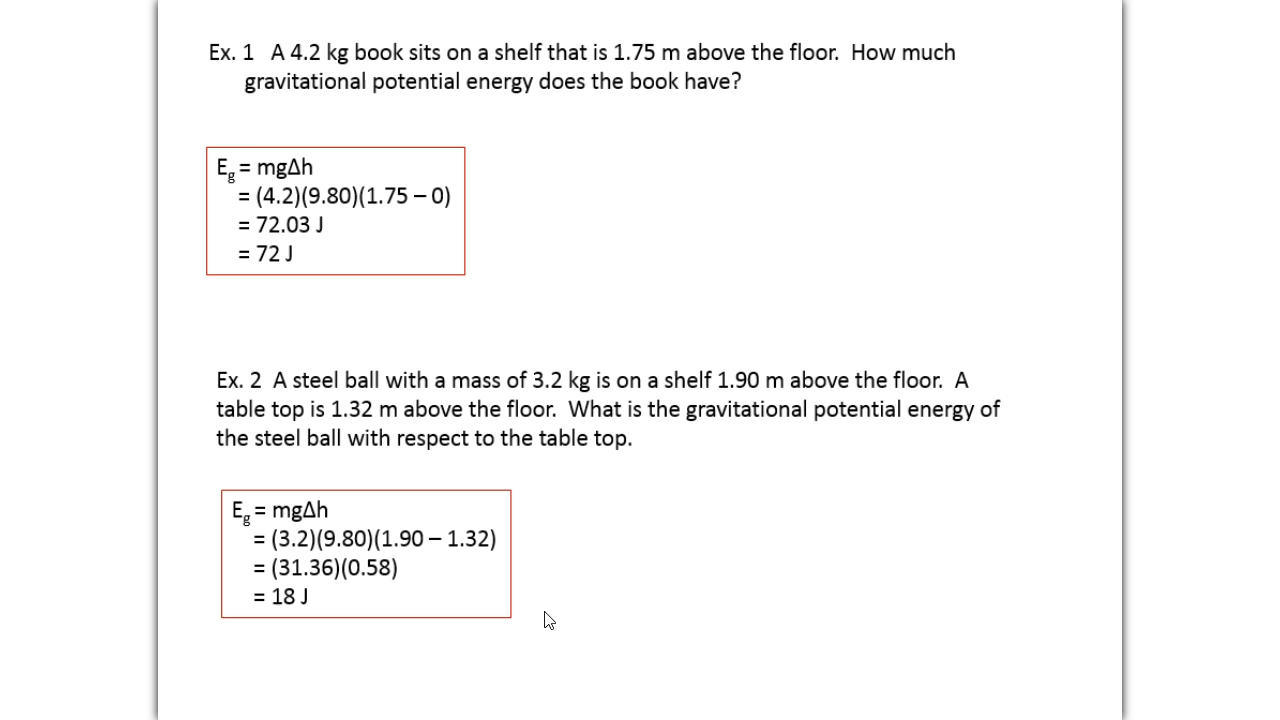 Ex. 1   A 4.2 kg book sits on a shelf that is 1.75 m above the floor.  How much
gravitational potential energy does the book have?
Eg = mgΔh
= (4.2)(9.80)(1.75 – 0)
= 72.03 J
= 72 J
Ex. 2  A steel ball with a mass of 3.2 kg is on a shelf 1.90 m above the floor.  A
table top is 1.32 m above the floor.  What is the gravitational potential energy of
the steel ball with respect to the table top.
Eg = mgΔh
= (3.2)(9.80)(1.90 – 1.32)
= (31.36)(0.58)
= 18 J